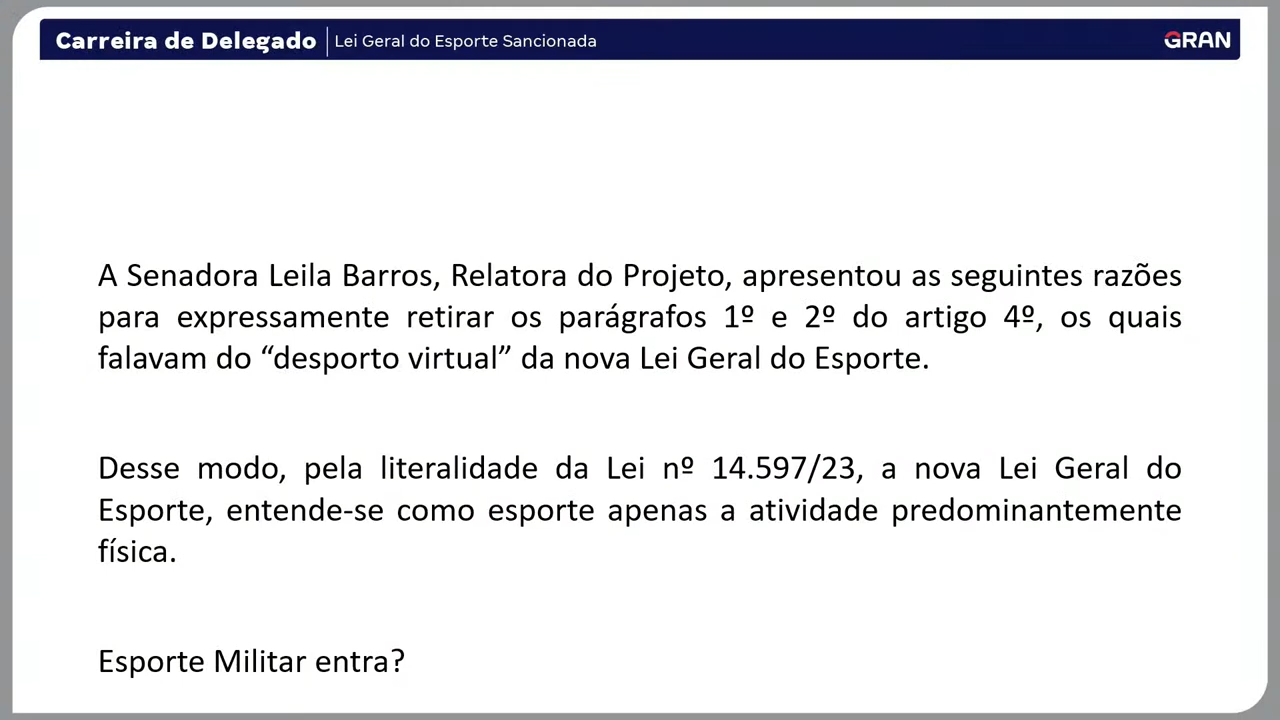 Carreira de Delegado Lei Geral do Esporte Sancionada GRAN
A Senadora Leila Barros, Relatora do Projeto, apresentou as seguintes razões
para expressamente retirar os parágrafos 1º e 2º do artigo 4º, os quais
falavam do “desporto virtual” da nova Lei Geral do Esporte.
Desse modo, pela literalidade da Lei nº 14.597/23, a nova Lei Geral do
Esporte, entende-se como esporte apenas a atividade predominantemente
física.
Esporte Militar entra?